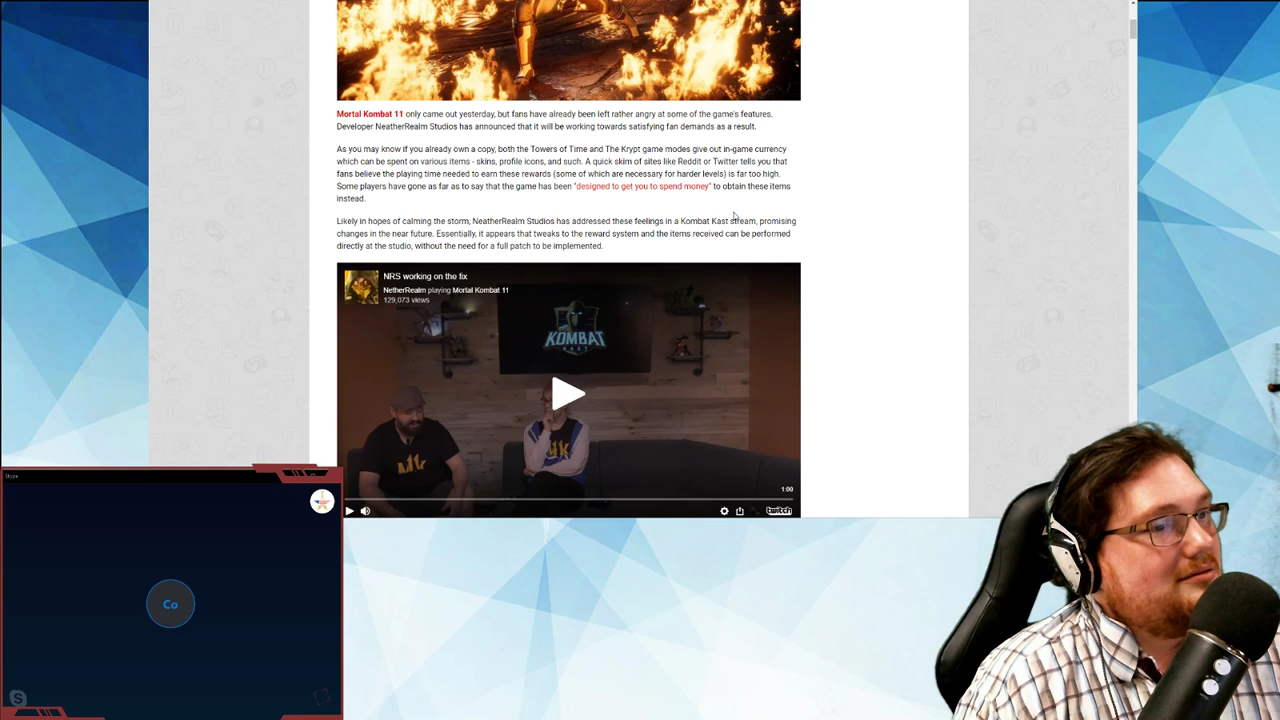 Mortal Kombat 11 only came out yesterday, but fans have already been left rather angry at some of the game's features.
Developer NeatherRealm Studios has announced that it will be working towards satisfying fan demands as a result.
As you may know if you already own a copy, both the Towers of Time and The Krypt game modes give out in-game currency
which can be spent on various items - skins, profile icons, and such. A quick skim of sites like Reddit or Twitter tells you that
fans believe the playing time needed to earn these rewards (some of which are necessary for harder levels) is far too high.
Some players have gone as far as to say that the game has been "designed to get you to spend money" to obtain these items
instead.
Likely in hopes of calming the storm, NeatherRealm Studios has addressed these feelings in a Kombat Kast stream, promising
changes in the near future. Essentially, it appears that tweaks to the reward system and the items received can be performed
directly at the studio, without the need for a full patch to be implemented.
NRS working on the fix
NetherRealm playing Mortal Kombat 11
129,073 views
KOMBAT
KAST
MK
1:00
twitch
Skype
Co